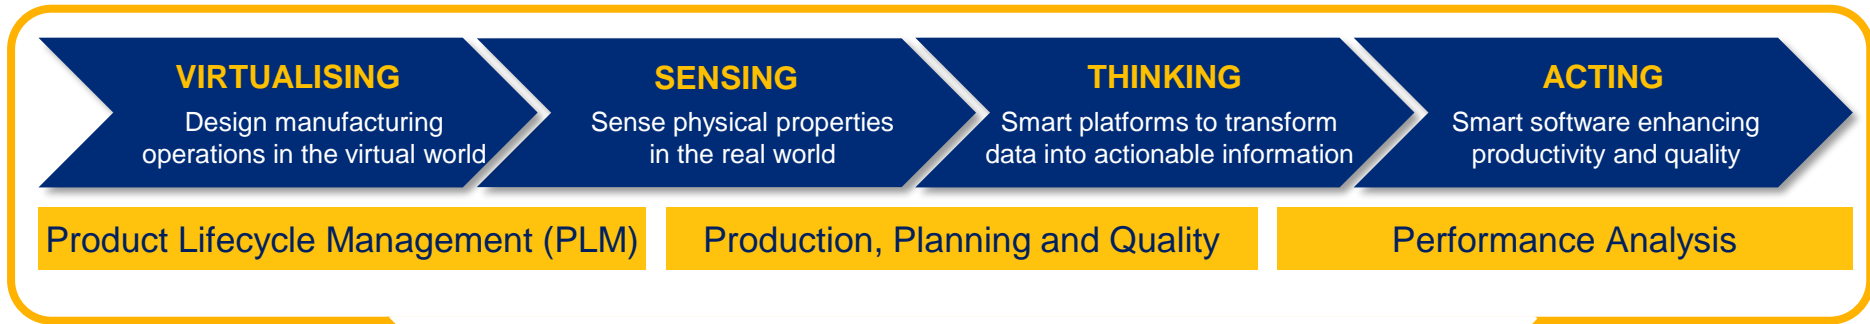 VIRTUALISING
Design manufacturing
operations in the virtual world
SENSING
Sense physical properties
in the real world
THINKING
Smart platforms to transform
data into actionable information
ACTING
Smart software enhancing
productivity and quality
Product Lifecycle Management (PLM)
Production, Planning and Quality
Performance Analysis